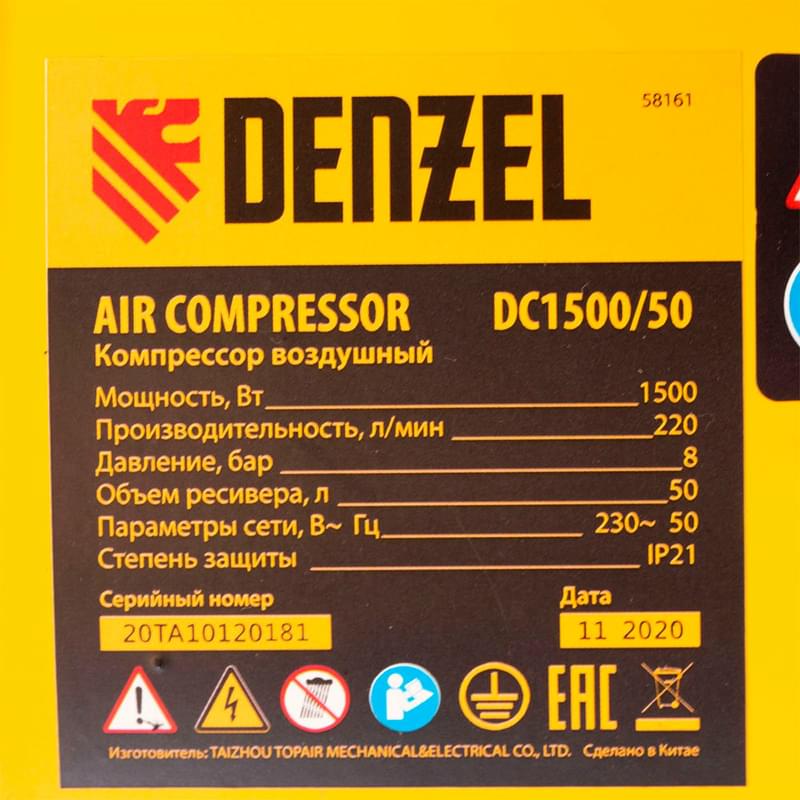 DENZEL 58161
AIR COMPRESSOR DC1500/50
Компрессор воздушный
Мощность, Вт 1500
Производительность, л/мин 220
Давление, бар 8
Объем ресивера, л 50
Параметры сети, В~ Гц 230~ 50
Степень защиты IP21
Серийный номер Дата
20TA10120181 11 2020
EAC
Изготовитель: TAIZHOU TOPAIR MECHANICAL&ELECTRICAL CO., LTD. Сделано в Китае